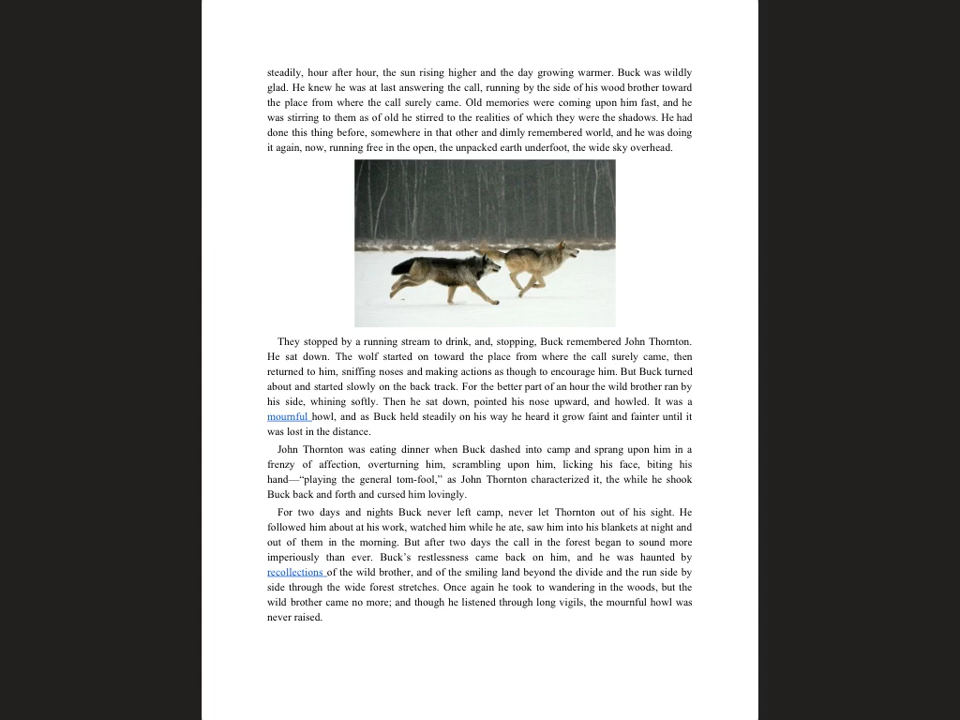 steadily, hour after hour, the sun rising higher and the day growing warmer. Buck was wildly
glad. He knew he was at last answering the call, running by the side of his wood brother toward
the place from where the call surely came. Old memories were coming upon him fast, and he
was stirring to them as of old he stirred to the realities of which they were the shadows. He had
done this thing before, somewhere in that other and dimly remembered world, and he was doing
it again, now, running free in the open, the unpacked earth underfoot, the wide sky overhead.
They stopped by a running stream to drink, and, stopping, Buck remembered John Thornton.
He sat down. The wolf started on toward the place from where the call surely came, then
returned to him, sniffing noses and making actions as though to encourage him. But Buck turned
about and started slowly on the back track. For the better part of an hour the wild brother ran by
his side, whining softly. Then he sat down, pointed his nose upward, and howled. It was a
mournful howl, and as Buck held steadily on his way he heard it grow faint and fainter until it
was lost in the distance.
John Thornton was eating dinner when Buck dashed into camp and sprang upon him in a
frenzy of affection, overturning him, scrambling upon him, licking his face, biting his
hand—“playing the general tom-fool,” as John Thornton characterized it, the while he shook
Buck back and forth and cursed him lovingly.
For two days and nights Buck never left camp, never let Thornton out of his sight. He
followed him about at his work, watched him while he ate, saw him into his blankets at night and
out of them in the morning. But after two days the call in the forest began to sound more
imperiously than ever. Buck’s restlessness came back on him, and he was haunted by
recollections of the wild brother, and of the smiling land beyond the divide and the run side by
side through the wide forest stretches. Once again he took to wandering in the woods, but the
wild brother came no more; and though he listened through long vigils, the mournful howl was
never raised.